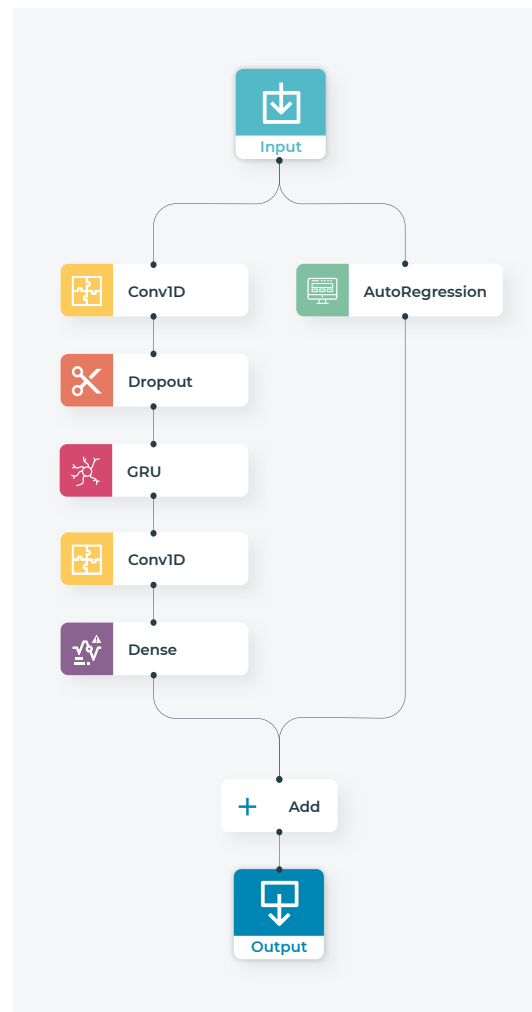 Input
Conv1D
AutoRegression
Dropout
GRU
Conv1D
Dense
Add
Output